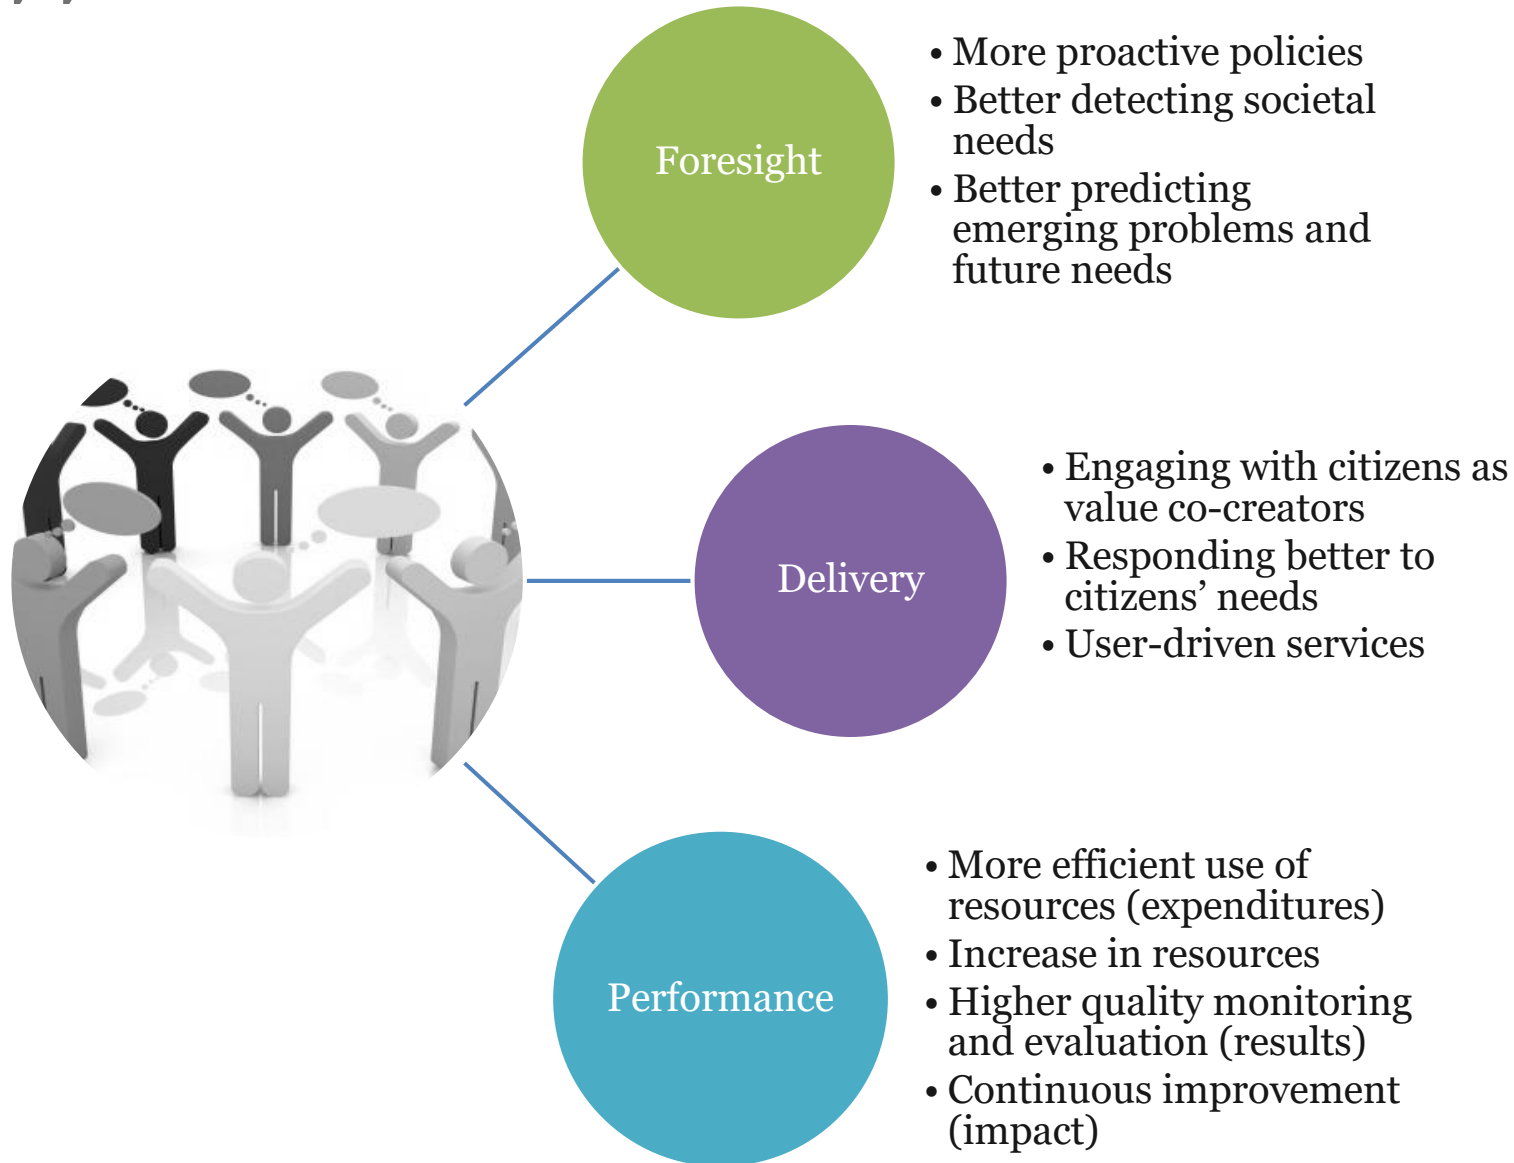 Foresight
• More proactive policies
• Better detecting societal
needs
• Better predicting
emerging problems and
future needs
Delivery
• Engaging with citizens as
value co-creators
• Responding better to
citizens’ needs
• User-driven services
Performance
• More efficient use of
resources (expenditures)
• Increase in resources
• Higher quality monitoring
and evaluation (results)
• Continuous improvement
(impact)